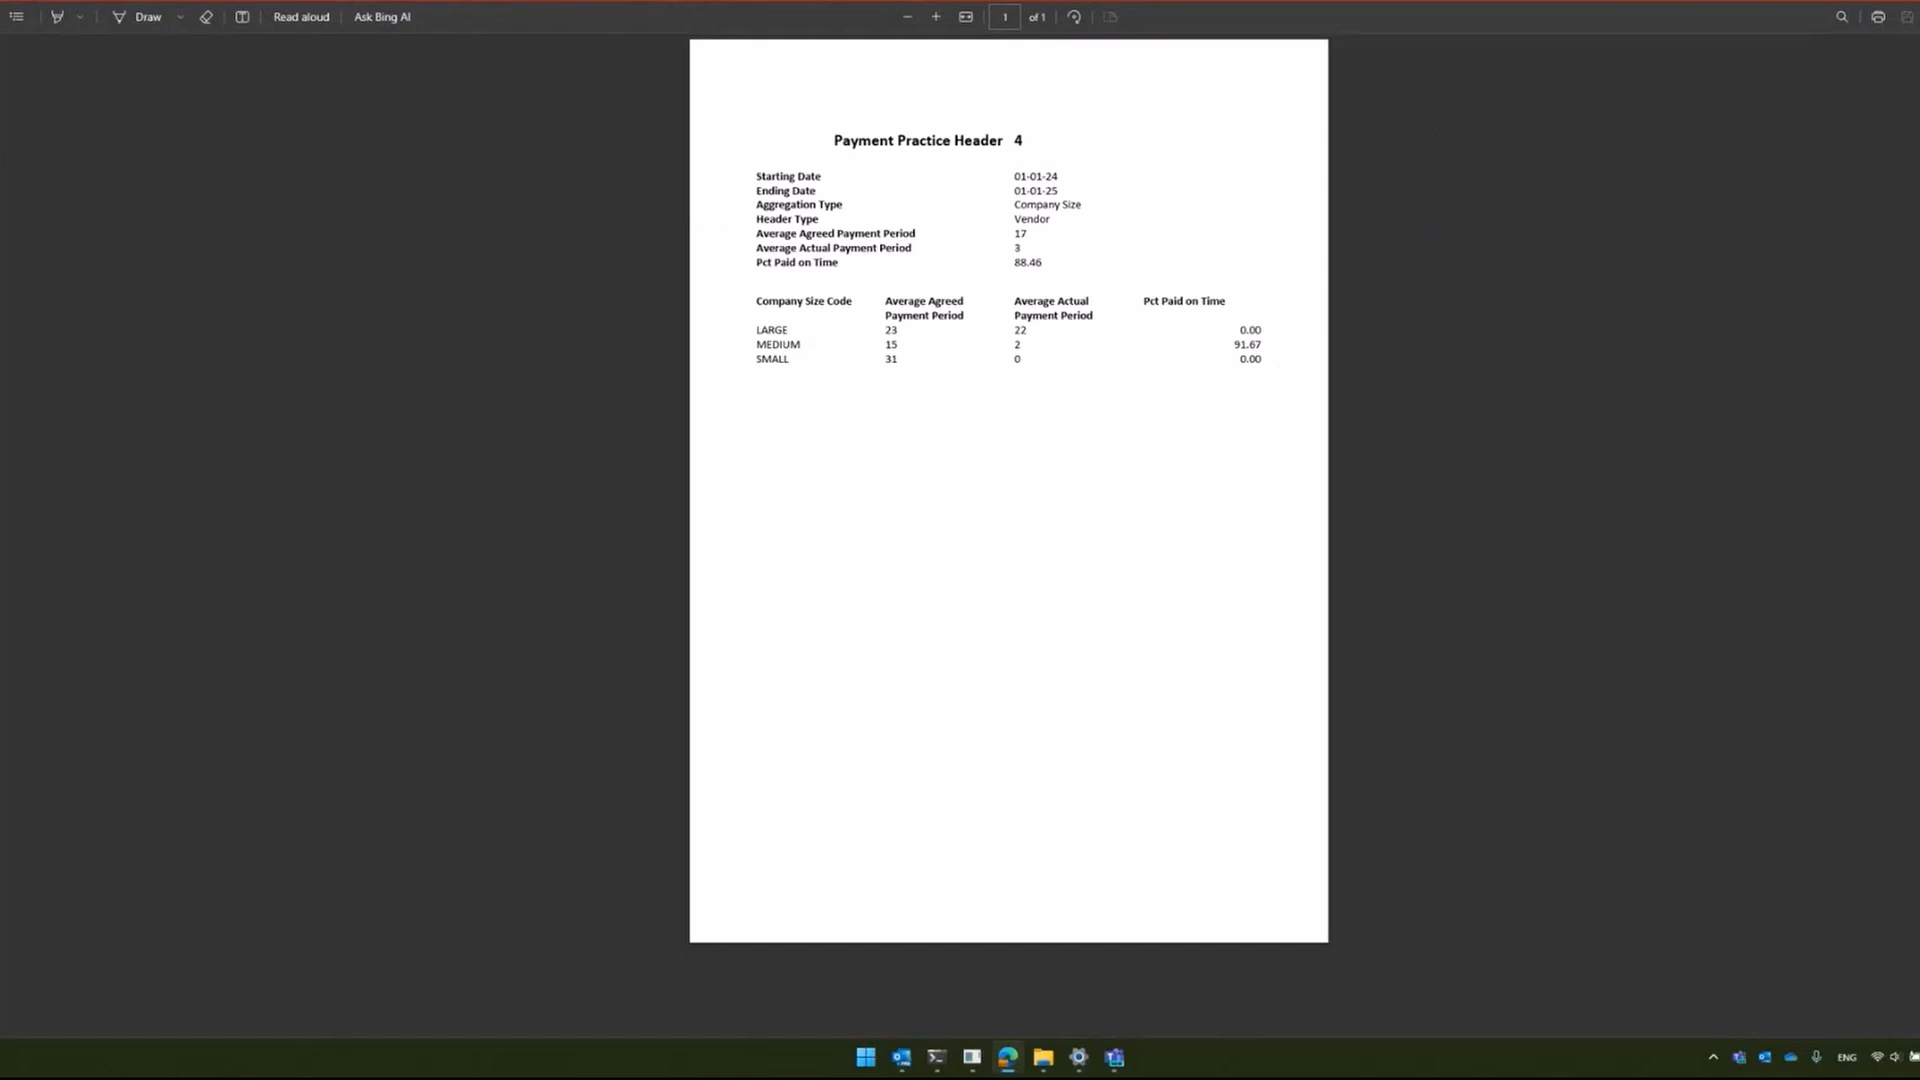 Draw Read aloud Ask Bing AI 1 of 1
Payment Practice Header 4
Starting Date 01-01-24
Ending Date 01-01-25
Aggregation Type Company Size
Header Type Vendor
Average Agreed Payment Period 17
Average Actual Payment Period 3
Pct Paid on Time 88.46
Company Size Code Average Agreed Average Actual Pct Paid on Time
Payment Period Payment Period
LARGE 23 22 0.00
MEDIUM 15 2 91.67
SMALL 31 0 0.00
ENG